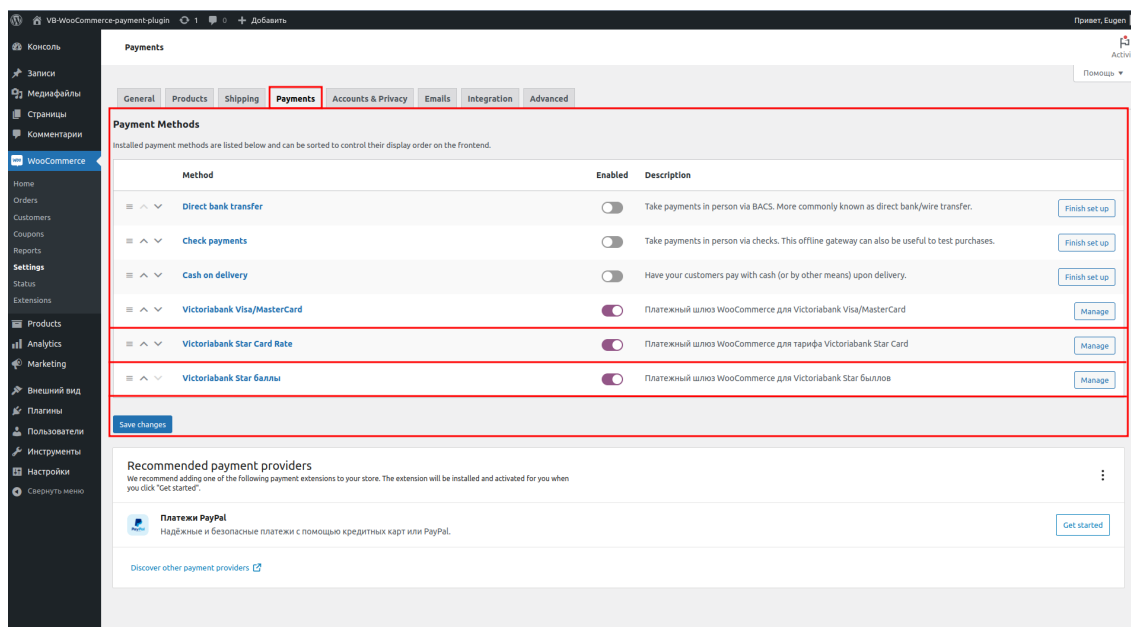 VB-WooCommerce-payment-plugin 1 0 + Добавить Привет, Eugen
Консоль
Записи
Медиафайлы
Страницы
Комментарии
WooCommerce
Home
Orders
Customers
Coupons
Reports
Settings
Status
Extensions
Products
Analytics
Marketing
Внешний вид
Плагины
Пользователи
Инструменты
Настройки
Свернуть меню
Payments
Activi
Помощь
General Products Shipping Payments Accounts & Privacy Emails Integration Advanced
Payment Methods
Installed payment methods are listed below and can be sorted to control their display order on the frontend.
Method Enabled Description
Direct bank transfer Take payments in person via BACS. More commonly known as direct bank/wire transfer. Finish set up
Check payments Take payments in person via checks. This offline gateway can also be useful to test purchases. Finish set up
Cash on delivery Have your customers pay with cash (or by other means) upon delivery. Finish set up
Victoriabank Visa/MasterCard Платежный шлюз WooCommerce для Victoriabank Visa/MasterCard Manage
Victoriabank Star Card Rate Платежный шлюз WooCommerce для тарифа Victoriabank Star Card Manage
Victoriabank Star баллы Платежный шлюз WooCommerce для Victoriabank Star быллов Manage
Save changes
Recommended payment providers
We recommend adding one of the following payment extensions to your store. The extension will be installed and activated for you when
you click "Get started".
PayPal
Платежи PayPal
Надёжные и безопасные платежи с помощью кредитных карт или PayPal.
Get started
Discover other payment providers